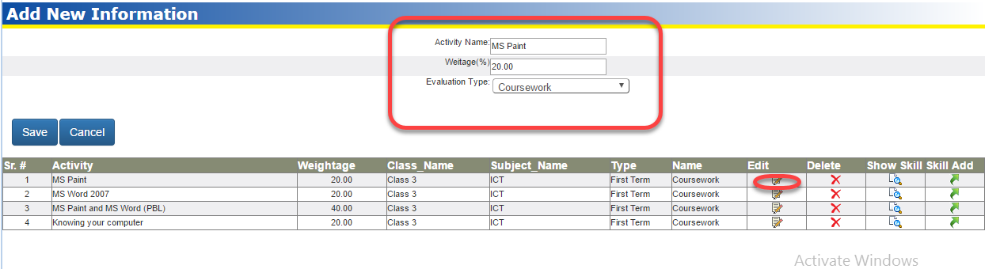 Add New Information
Activity Name: MS Paint
Weitage(%) 20.00
Evaluation Type: Coursework
Save Cancel
Sr. # Activity Weightage Class_Name Subject_Name Type Name Edit Delete Show Skill Skill Add
1 MS Paint 20.00 Class 3 ICT First Term Coursework
2 MS Word 2007 20.00 Class 3 ICT First Term Coursework
3 MS Paint and MS Word (PBL) 40.00 Class 3 ICT First Term Coursework
4 Knowing your computer 20.00 Class 3 ICT First Term Coursework
Activate Windows